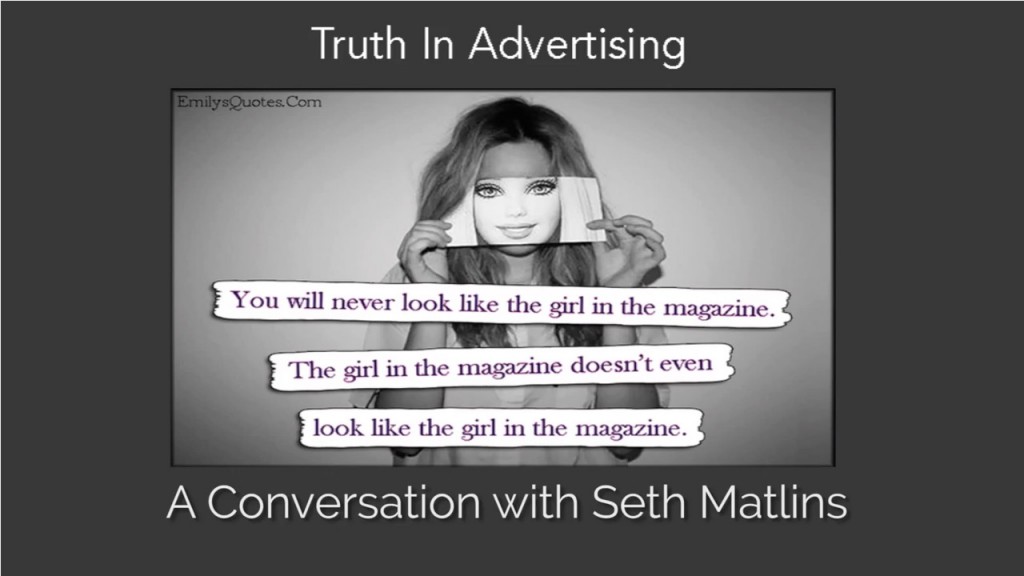 Truth In Advertising
EmilysQuotes.Com
You will never look like the girl in the magazine.
The girl in the magazine doesn't even
look like the girl in the magazine.
A Conversation with Seth Matlins